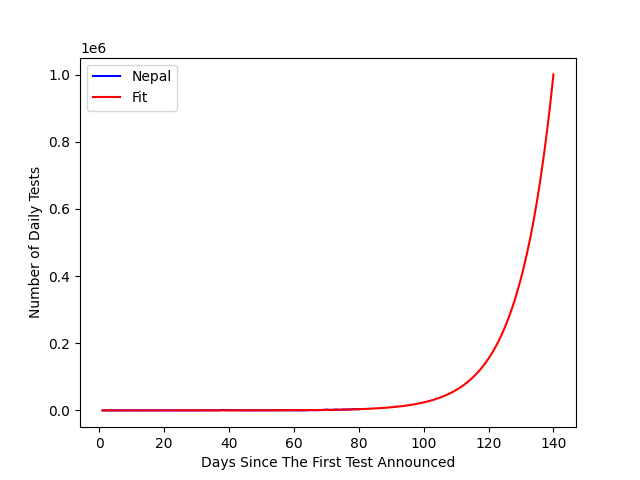 1e6
Nepal
Fit
1.0
0.8
0.6
0.4
0.2
0.0
Number of Daily Tests
0 20 40 60 80 100 120 140
Days Since The First Test Announced